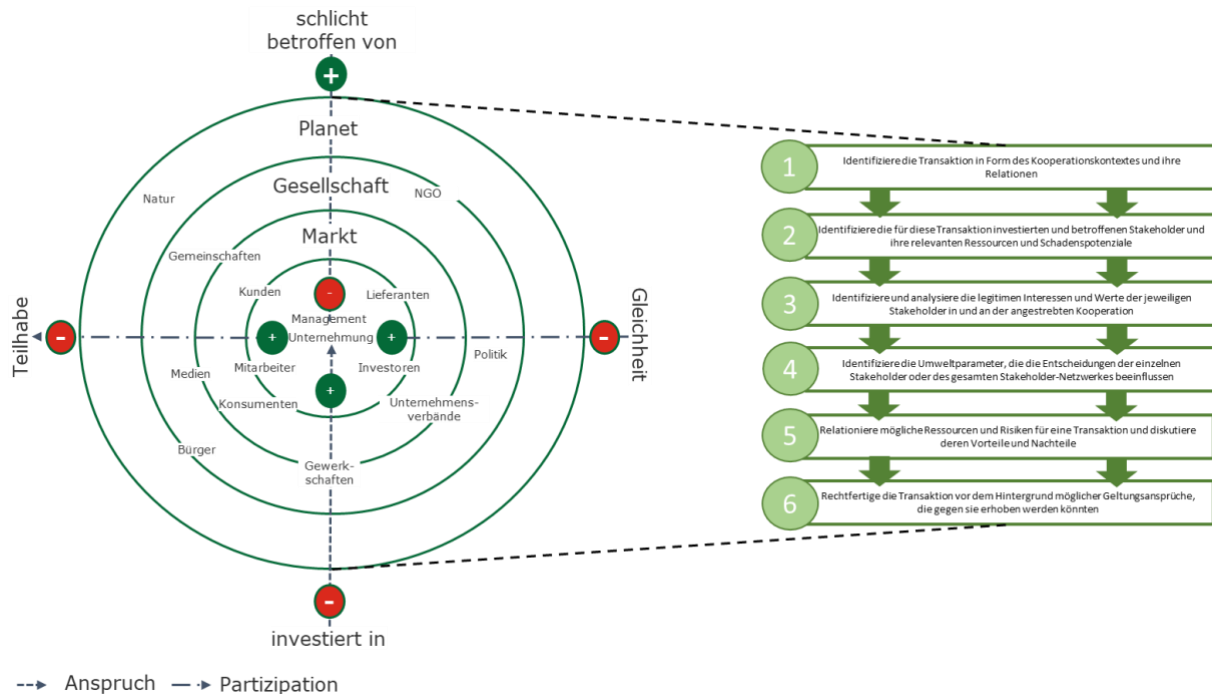 schlicht
betroffen von
+
Planet
Gesellschaft
Natur
NGO
Markt
Gemeinschaften
Kunden
-
Lieferanten
Management
Teilhabe
-
+
Unternehmung
+
-
Gleichheit
Politik
Mitarbeiter
Investoren
Medien
+
Konsumenten
Unternehmens-
verbände
Bürger
Gewerk-
schaften
-
investiert in
Anspruch
Partizipation
1
Identifiziere die Transaktion in Form des Kooperationskontextes und ihre
Relationen
2
Identifiziere die für diese Transaktion investierten und betroffenen Stakeholder und
ihre relevanten Ressourcen und Schadenspotenziale
3
Identifiziere und analysiere die legitimen Interessen und Werte der jeweiligen
Stakeholder in und an der angestrebten Kooperation
4
Identifiziere die Umweltparameter, die die Entscheidungen der einzelnen
Stakeholder oder des gesamten Stakeholder-Netzwerkes beeinflussen
5
Relationiere mögliche Ressourcen und Risiken für eine Transaktion und diskutiere
deren Vorteile und Nachteile
6
Rechtfertige die Transaktion vor dem Hintergrund möglicher Geltungsansprüche,
die gegen sie erhoben werden könnten